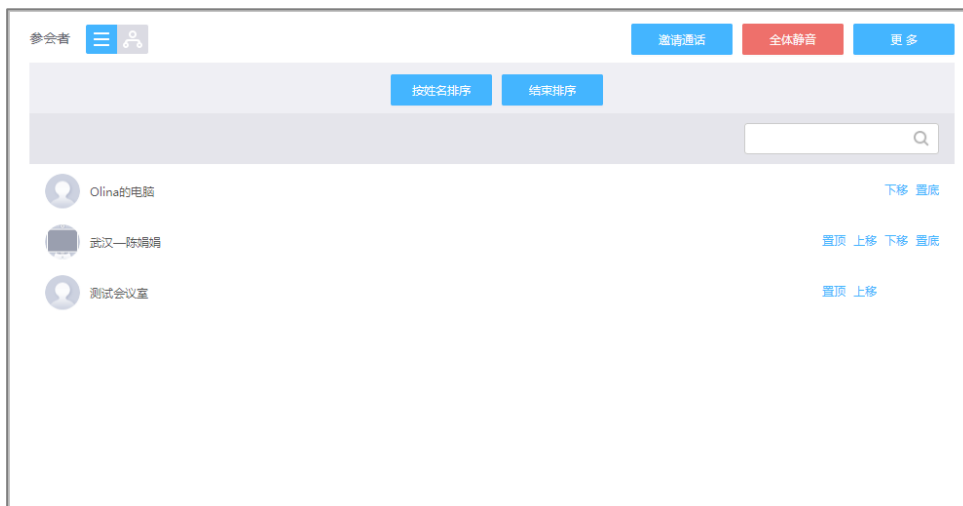 参会者 邀请通话 全体静音 更多
按姓名排序 结束排序
Olina的电脑 下移 置底
武汉—陈娟娟 置顶 上移 下移 置底
测试会议室 置顶 上移